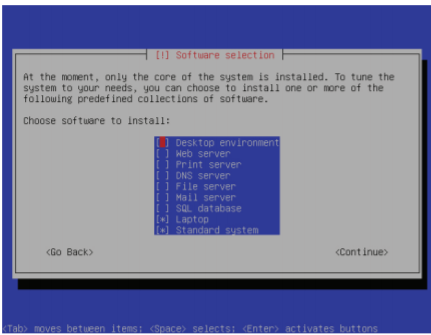 [!] Software selection
At the moment, only the core of the system is installed. To tune the
system to your needs, you can choose to install one or more of the
following predefined collections of software.
Choose software to install:
[ ] Desktop environment
[ ] Web server
[ ] Print server
[ ] DNS server
[ ] File server
[ ] Mail server
[ ] SQL database
[*] Laptop
[*] Standard system
<Go Back> <Continue>
<Tab> moves between items; <Space> selects; <Enter> activates buttons